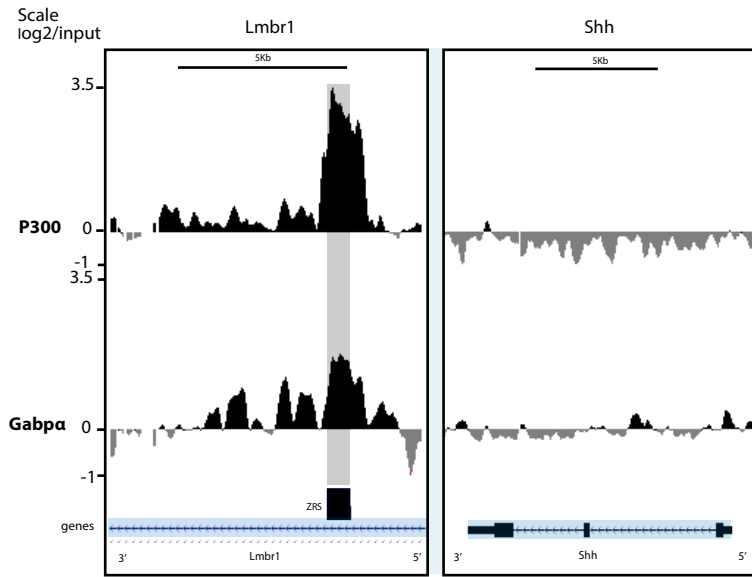 Scale
log2/input
Lmbr1
Shh
5Kb
5Kb
3.5
P300
0
-1
3.5
Gabpα
0
-1
ZRS
genes
3′
Lmbr1
5′
3′
Shh
5′